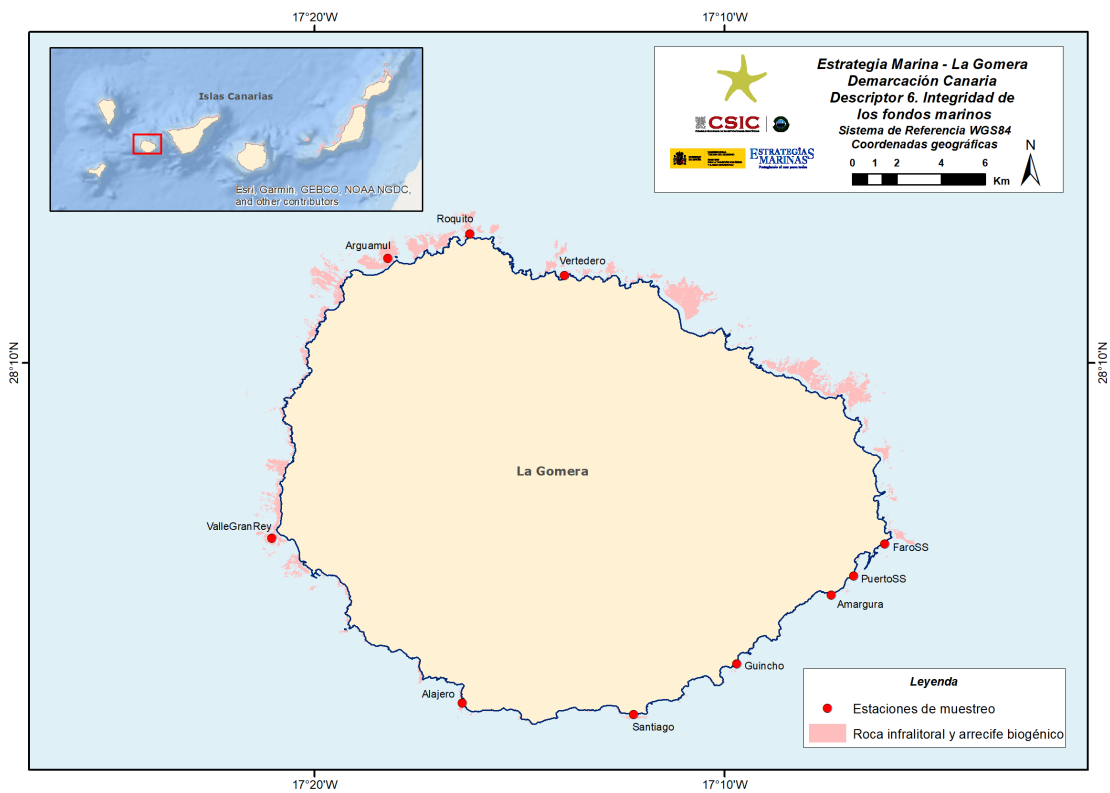 17°20'W
17°10'W
Islas Canarias
Esri, Garmin, GEBCO, NOAA NGDC,
and other contributors
Estrategia Marina - La Gomera
Demarcación Canaria
Descriptor 6. Integridad de
los fondos marinos
Sistema de Referencia WGS84
Coordenadas geográficas
CSIC
ESTRATEGIAS
MARINAS
0 1 2 4 6
Km
N
Roquito
Arguamul
Vertedero
28°10'N
28°10'N
La Gomera
ValleGranRey
FaroSS
PuertoSS
Amargura
Guincho
Alajero
Santiago
Leyenda
Estaciones de muestreo
Roca infralitoral y arrecife biogénico
17°20'W
17°10'W